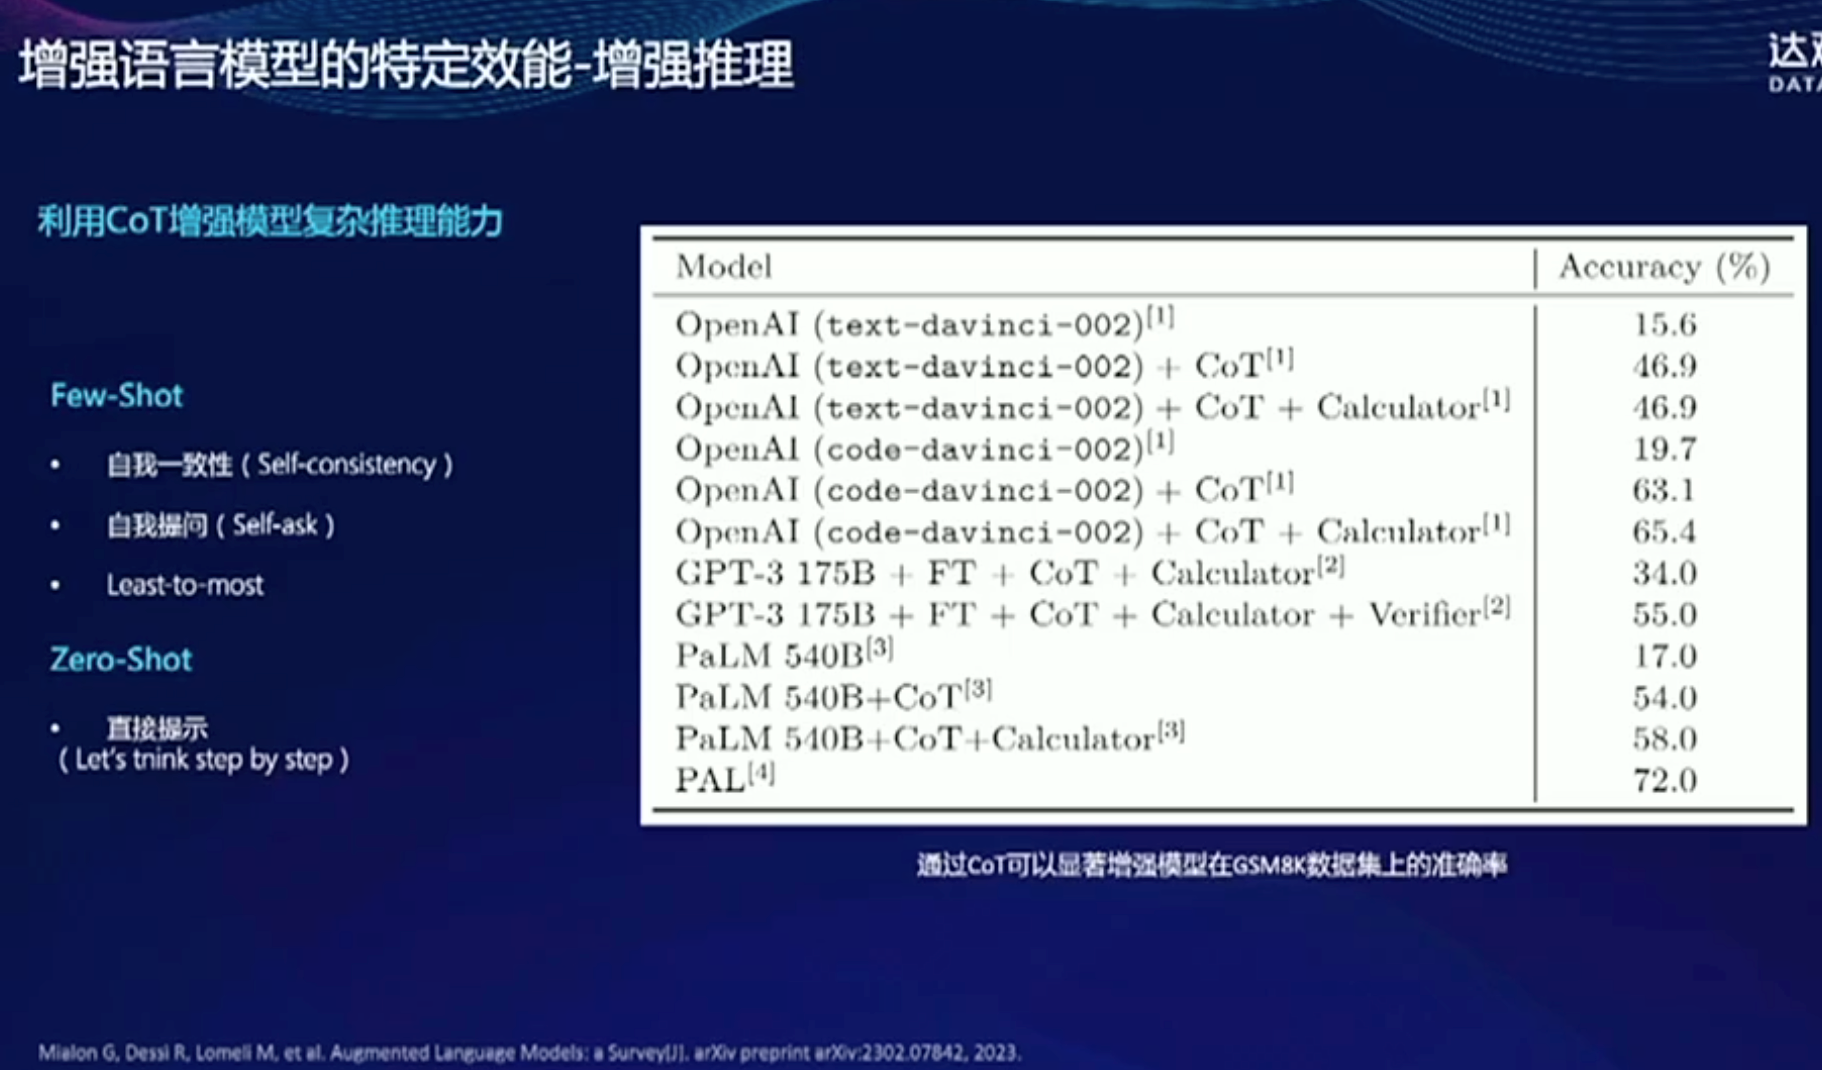 增强语言模型的特定效能-增强推理
达
DATA
利用CoT增强模型复杂推理能力
Few-Shot
• 自我一致性 ( Self-consistency )
• 自我提问 ( Self-ask )
• Least-to-most
Zero-Shot
• 直接提示
( Let's tnink step by step )
Model Accuracy (%)
OpenAI (text-davinci-002)[1] 15.6
OpenAI (text-davinci-002) + CoT[1] 46.9
OpenAI (text-davinci-002) + CoT + Calculator[1] 46.9
OpenAI (code-davinci-002)[1] 19.7
OpenAI (code-davinci-002) + CoT[1] 63.1
OpenAI (code-davinci-002) + CoT + Calculator[1] 65.4
GPT-3 175B + FT + CoT + Calculator[2] 34.0
GPT-3 175B + FT + CoT + Calculator + Verifier[2] 55.0
PaLM 540B[3] 17.0
PaLM 540B+CoT[3] 54.0
PaLM 540B+CoT+Calculator[3] 58.0
PAL[4] 72.0
通过CoT可以显著增强模型在GSM8K数据集上的准确率
Mialon G, Dessì R, Lomeli M, et al. Augmented Language Models: a Survey[J]. arXiv preprint arXiv:2302.07842, 2023.